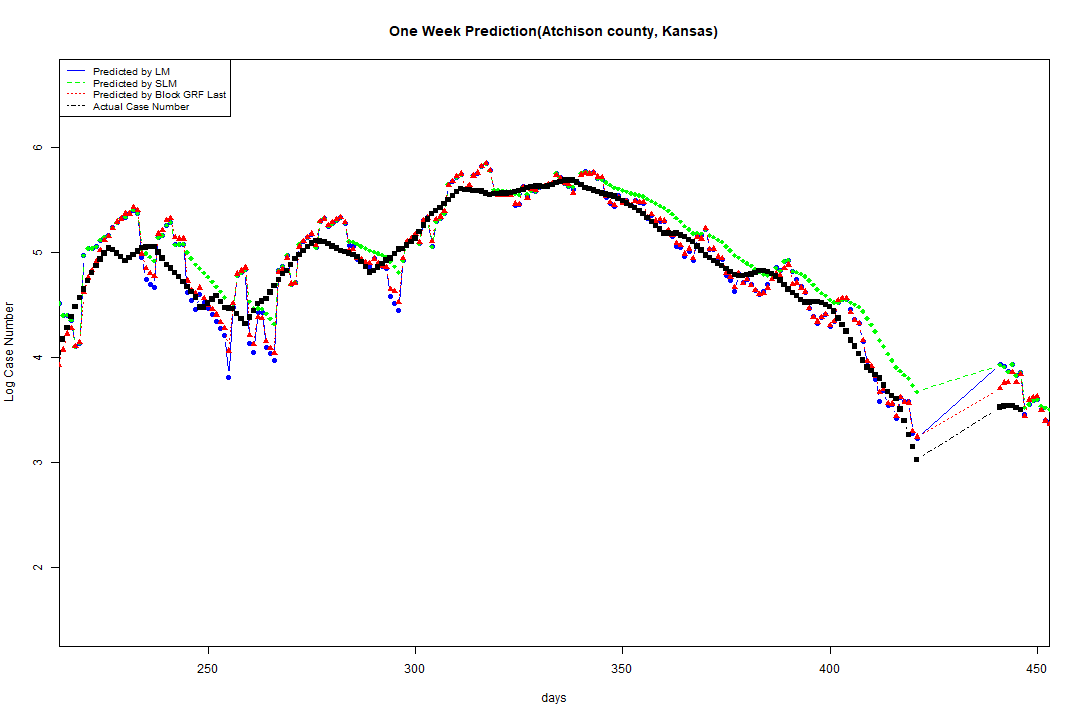 One Week Prediction(Atchison county, Kansas)
Predicted by LM
Predicted by SLM
Predicted by Block GRF Last
Actual Case Number
6
5
4
3
2
Log Case Number
250
300
350
400
450
days